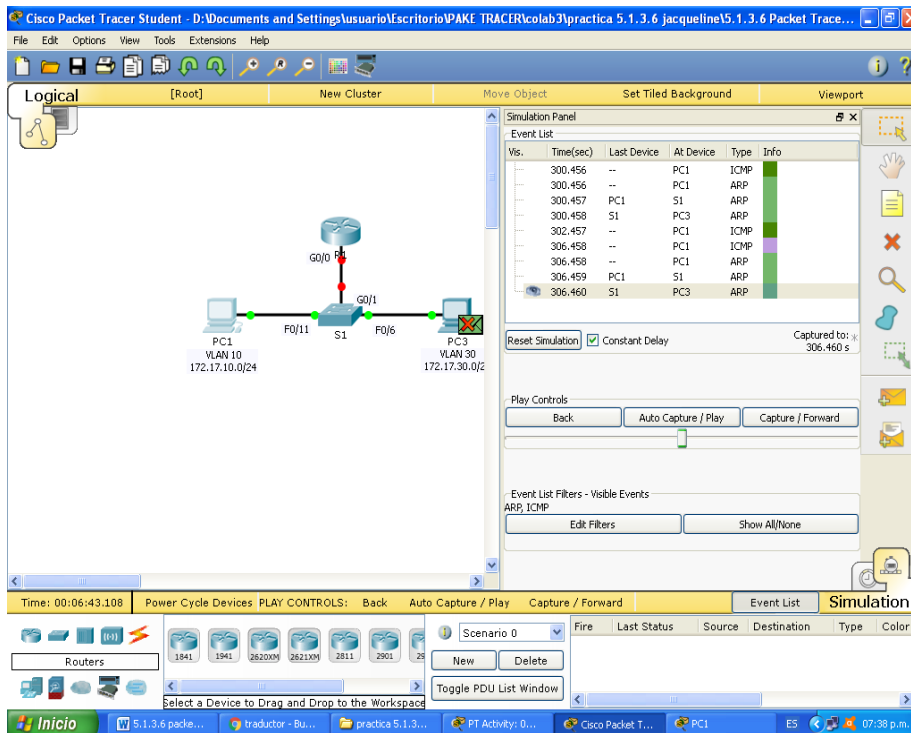 Cisco Packet Tracer Student - D:\Documents and Settings\usuario\Escritorio\PAKE TRACER\colab3\practica 5.1.3.6 jacqueline\5.1.3.6 Packet Trace...
File Edit Options View Tools Extensions Help
Logical [Root] New Cluster Move Object Set Tiled Background Viewport
Simulation Panel
Event List
Vis. Time(sec) Last Device At Device Type Info
300.456 -- PC1 ICMP
300.456 -- PC1 ARP
300.457 PC1 S1 ARP
300.458 S1 PC3 ARP
302.457 -- PC1 ICMP
306.458 -- PC1 ICMP
306.458 -- PC1 ARP
306.459 PC1 S1 ARP
306.460 S1 PC3 ARP
G0/0 R1
G0/1
F0/11 S1 F0/6
PC1
VLAN 10
172.17.10.0/24
PC3
VLAN 30
172.17.30.0/2
Reset Simulation Constant Delay Captured to: *
306.460 s
Play Controls
Back Auto Capture / Play Capture / Forward
Event List Filters - Visible Events
ARP, ICMP
Edit Filters Show All/None
Time: 00:06:43.108 Power Cycle Devices PLAY CONTROLS: Back Auto Capture / Play Capture / Forward Event List Simulation
Routers
1841 1941 2620XM 2621XM 2811 2901 29
Select a Device to Drag and Drop to the Workspace
Scenario 0
New Delete
Toggle PDU List Window
Fire Last Status Source Destination Type Color
Inicio 5.1.3.6 packe... traductor - Bu... practica 5.1.3... PT Activity: 0... Cisco Packet T... PC1 ES 07:38 p.m.